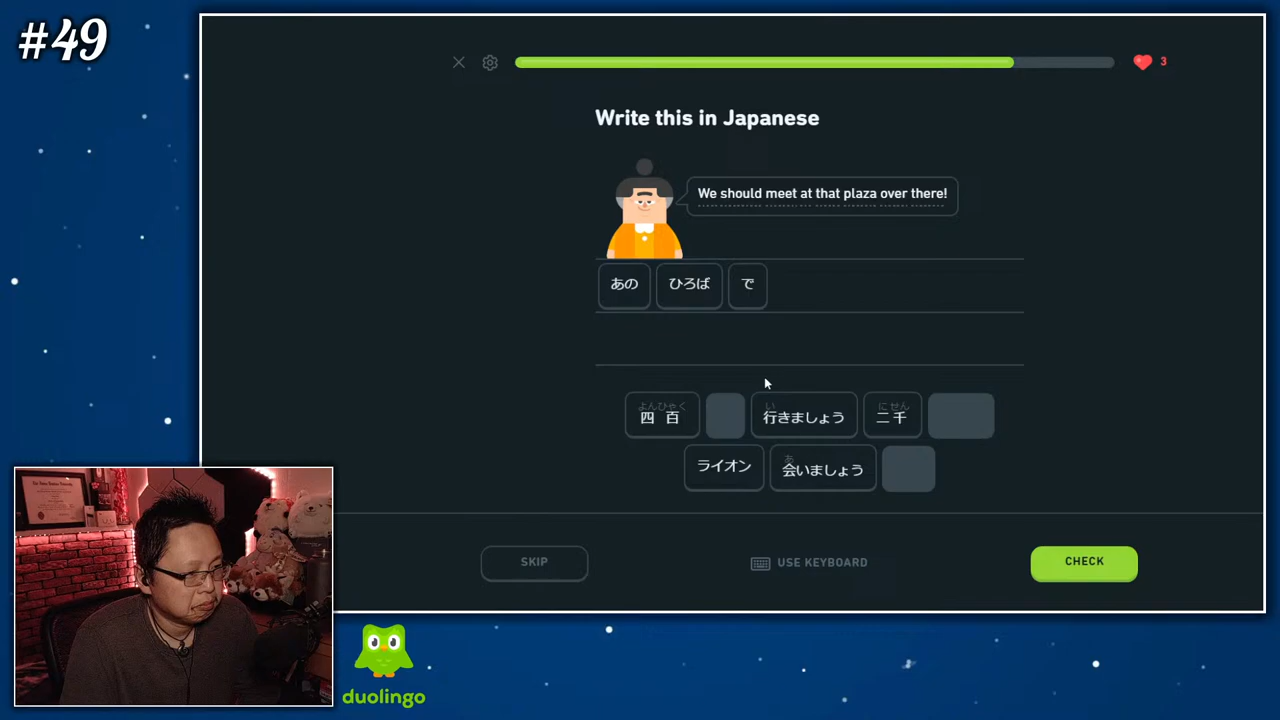 #49
3
Write this in Japanese
We should meet at that plaza over there!
あの ひろば で
よんひゃく い にせん
四百 行きましょう 二千
あ
ライオン 会いましょう
SKIP USE KEYBOARD CHECK
duolingo